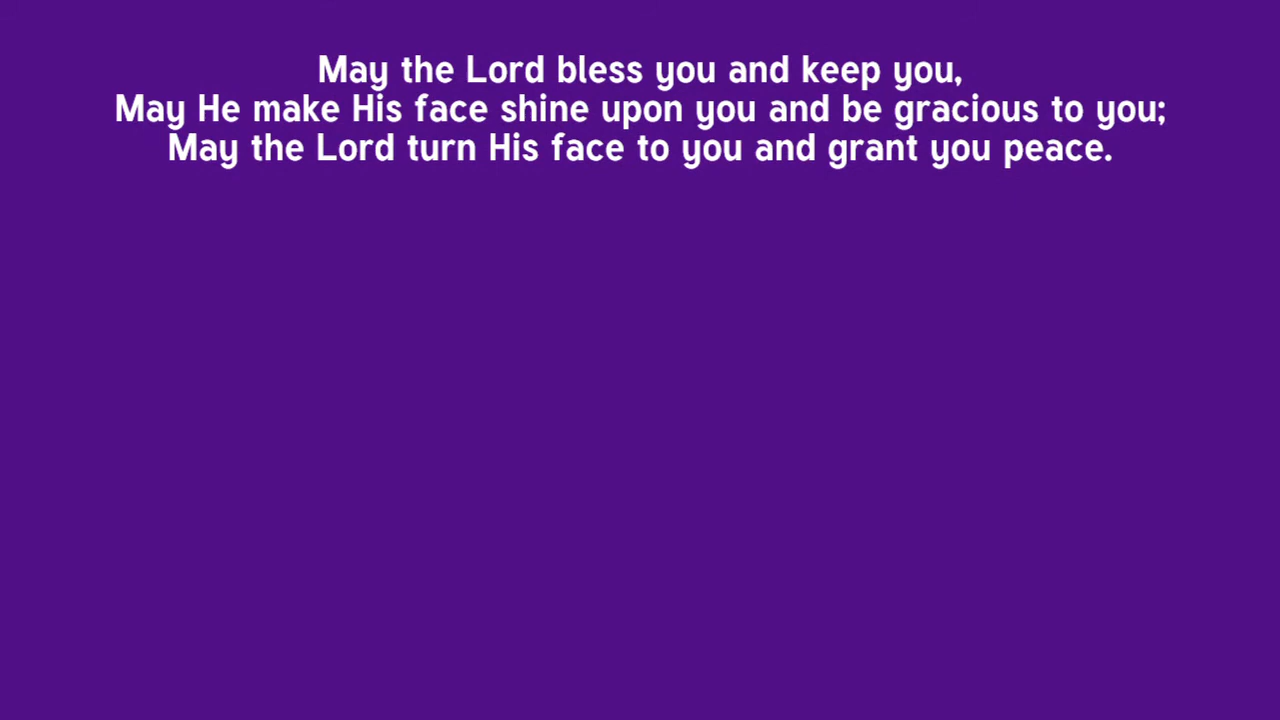 May the Lord bless you and keep you,
May He make His face shine upon you and be gracious to you;
May the Lord turn His face to you and grant you peace.